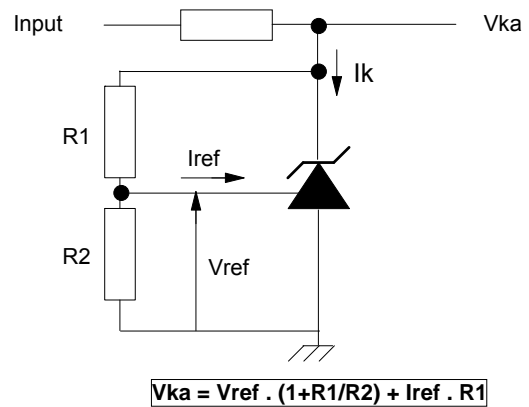 Input Vka
Ik
R1
Iref
R2
Vref
Vka = Vref . (1+R1/R2) + Iref . R1